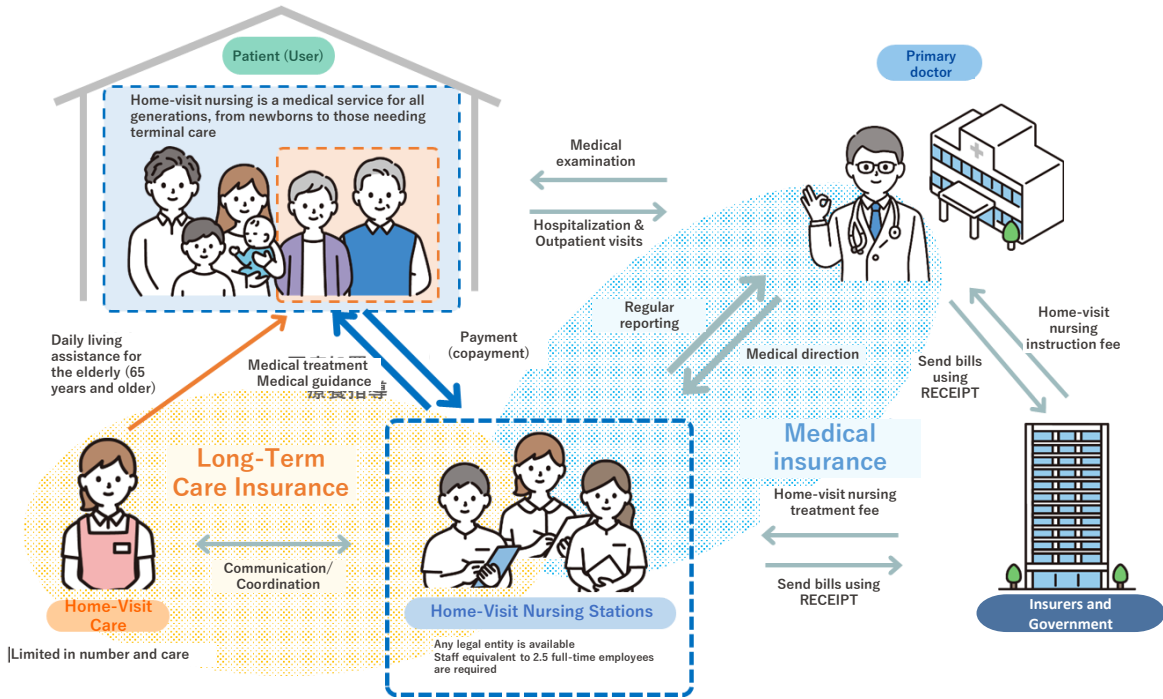 Patient (User)
Home-visit nursing is a medical service for all
generations, from newborns to those needing
terminal care
Primary
doctor
Medical
examination
Hospitalization &
Outpatient visits
Regular
reporting
Medical direction
Home-visit
nursing
instruction fee
Send bills
using
RECEIPT
Daily living
assistance for
the elderly (65
years and older)
Medical treatment
Medical guidance
療養指導
Payment
(copayment)
Long-Term
Care Insurance
Medical
insurance
Home-visit nursing
treatment fee
Send bills using
RECEIPT
Communication/
Coordination
Home-Visit
Care
Limited in number and care
Home-Visit Nursing Stations
Any legal entity is available
Staff equivalent to 2.5 full-time employees
are required
Insurers and
Government